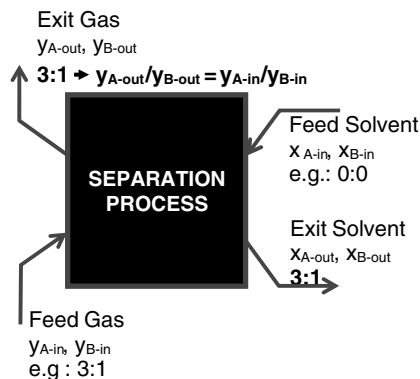 Exit Gas
yA-out, yB-out
3:1 → yA-out/yB-out = yA-in/yB-in
Feed Solvent
x A-in, xB-in
e.g.: 0:0
SEPARATION
PROCESS
Exit Solvent
xA-out, xB-out
3:1
Feed Gas
yA-in, yB-in
e.g : 3:1